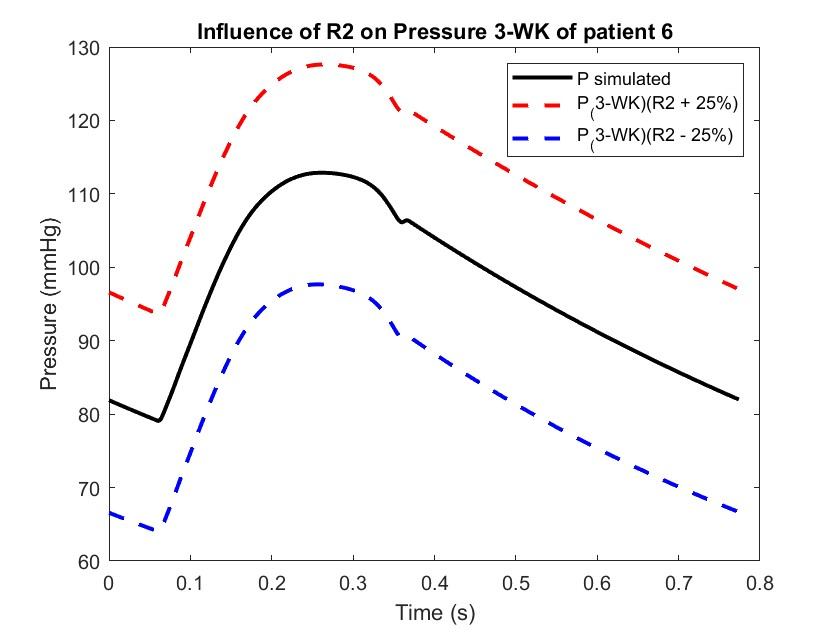 Influence of R2 on Pressure 3-WK of patient 6
130
120
110
100
90
80
70
60
Pressure (mmHg)
P simulated
P(3-WK)(R2 + 25%)
P(3-WK)(R2 - 25%)
0 0.1 0.2 0.3 0.4 0.5 0.6 0.7 0.8
Time (s)